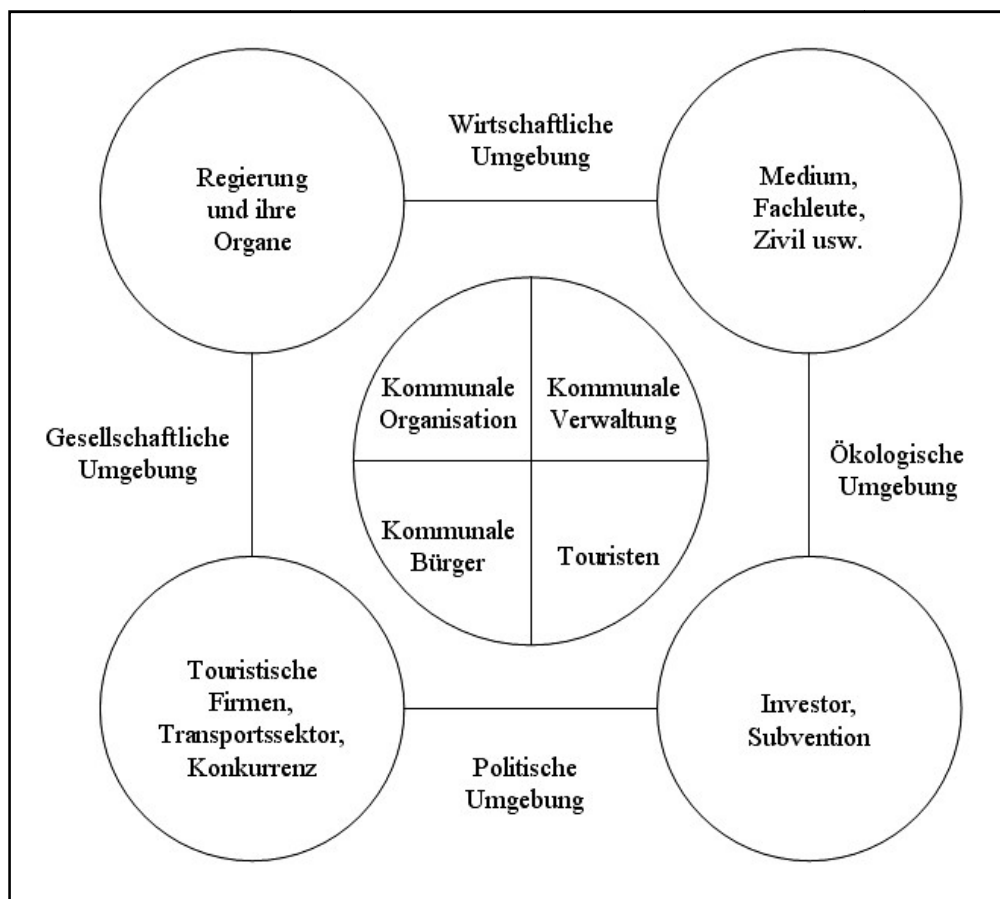 Wirtschaftliche
Umgebung
Regierung
und ihre
Organe
Medium,
Fachleute,
Zivil usw.
Kommunale
Organisation
Kommunale
Verwaltung
Gesellschaftliche
Umgebung
Ökologische
Umgebung
Kommunale
Bürger
Touristen
Touristische
Firmen,
Transportssektor,
Konkurrenz
Investor,
Subvention
Politische
Umgebung